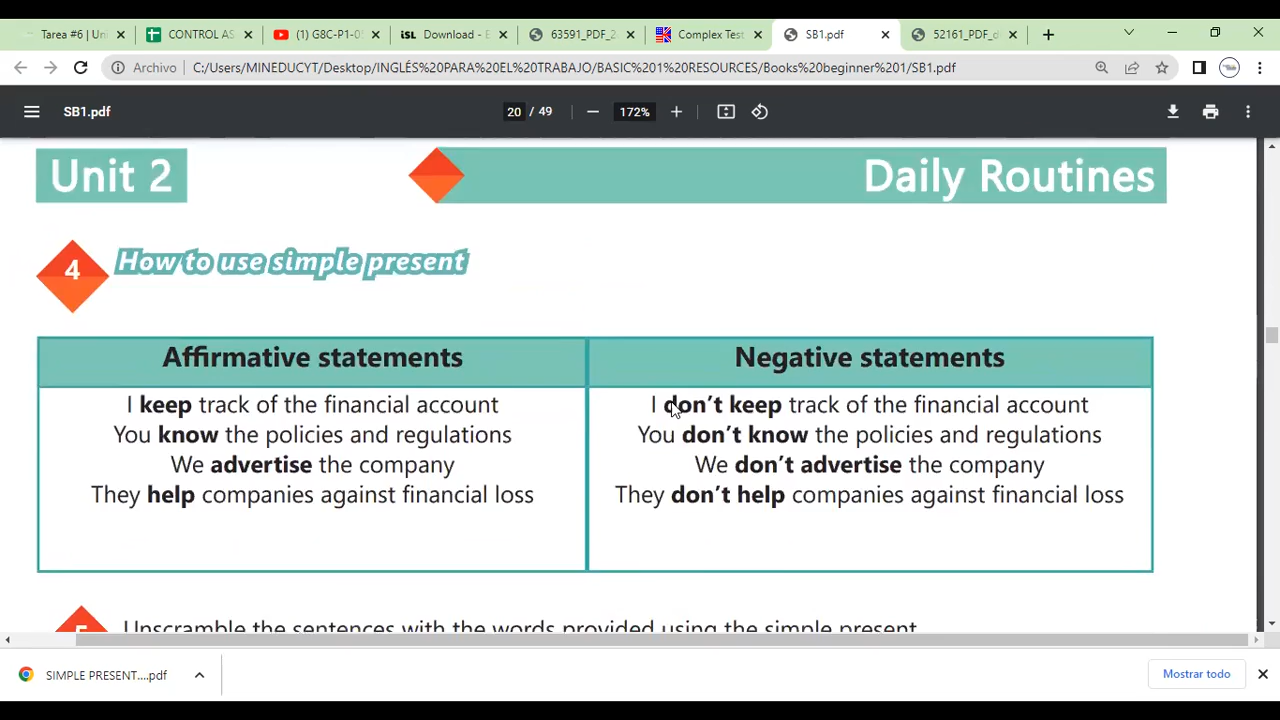 Tarea #6 | Uni
CONTROL AS
(1) G8C-P1-0
iSL Download - E
63591_PDF_2
Complex Test
SB1.pdf
52161_PDF_d
Archivo C:/Users/MINEDUCYT/Desktop/INGLÉS%20PARA%20EL%20TRABAJO/BASIC%201%20RESOURCES/Books%20beginner%201/SB1.pdf
SB1.pdf
20 / 49
172%
Unit 2
Daily Routines
4 How to use simple present
Affirmative statements
I keep track of the financial account
You know the policies and regulations
We advertise the company
They help companies against financial loss
Negative statements
I don't keep track of the financial account
You don't know the policies and regulations
We don't advertise the company
They don't help companies against financial loss
5 Unscramble the sentences with the words provided using the simple present
SIMPLE PRESENT....pdf
Mostrar todo